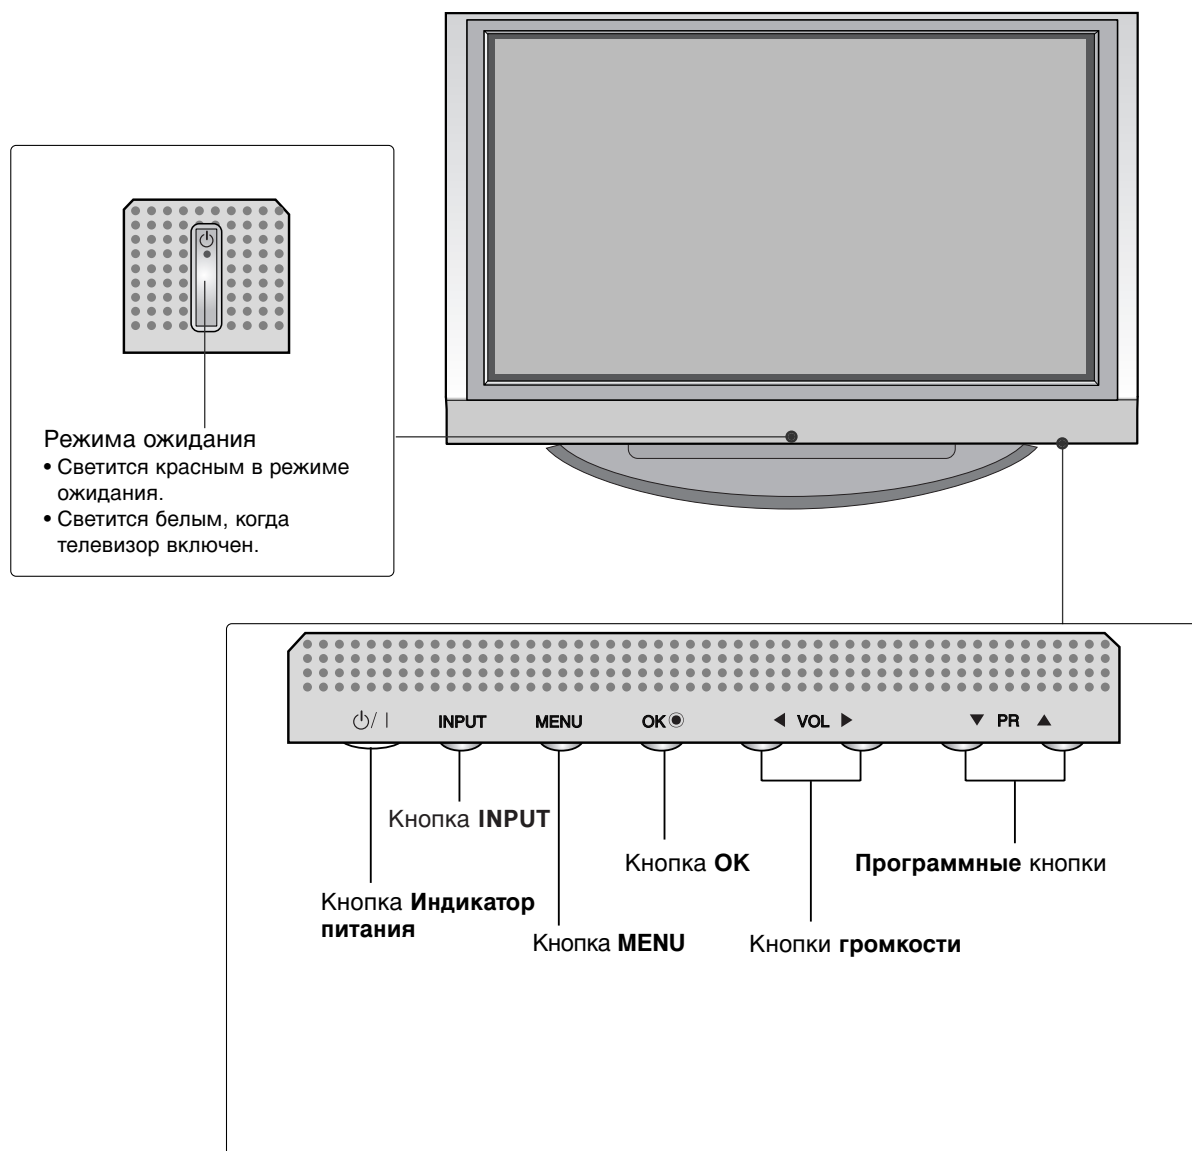 Режима ожидания
• Светится красным в режиме
ожидания.
• Светится белым, когда
телевизор включен.
⏻/ I INPUT MENU OK◉ ◀ VOL ▶ ▼ PR ▲
Кнопка INPUT
Кнопка OK
Программные кнопки
Кнопка Индикатор
питания
Кнопка MENU
Кнопки громкости